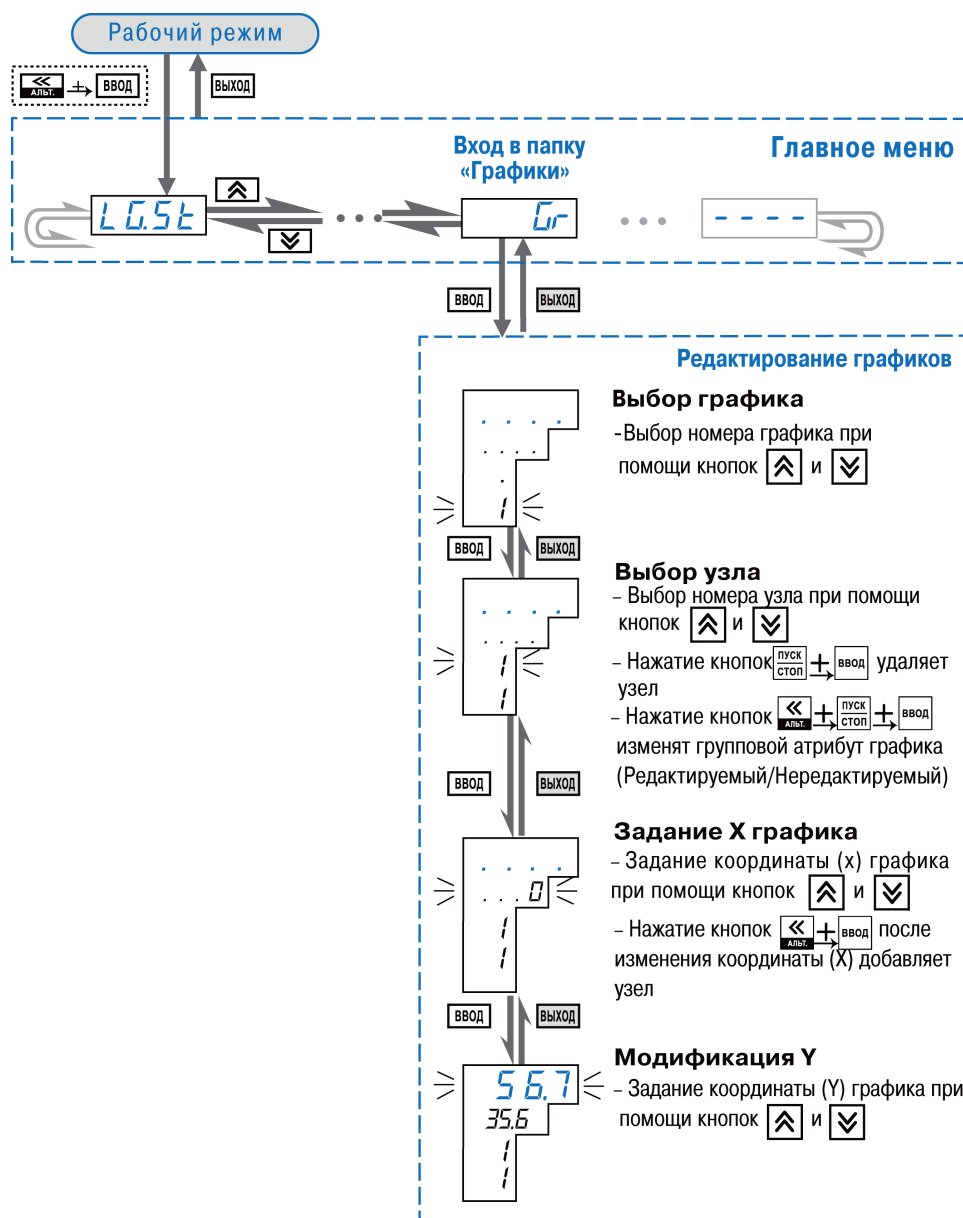 Рабочий режим
АЛЬТ. ВВОД ВЫХОД
Вход в папку
«Графики»
Главное меню
LG.St Gr - - - -
ВВОД ВЫХОД
Редактирование графиков
Выбор графика
-Выбор номера графика при
помощи кнопок и
1
ВВОД ВЫХОД
Выбор узла
– Выбор номера узла при помощи
кнопок и
1
1
– Нажатие кнопок ПУСК СТОП + ВВОД удаляет
узел
– Нажатие кнопок АЛЬТ. + ПУСК СТОП + ВВОД
изменят групповой атрибут графика
(Редактируемый/Нередактируемый)
ВВОД ВЫХОД
Задание X графика
– Задание координаты (x) графика
при помощи кнопок и
. . . 0
1
1
– Нажатие кнопок АЛЬТ. + ВВОД после
изменения координаты (X) добавляет
узел
ВВОД ВЫХОД
Модификация Y
56.7
– Задание координаты (Y) графика при
35.6
помощи кнопок и
1
1